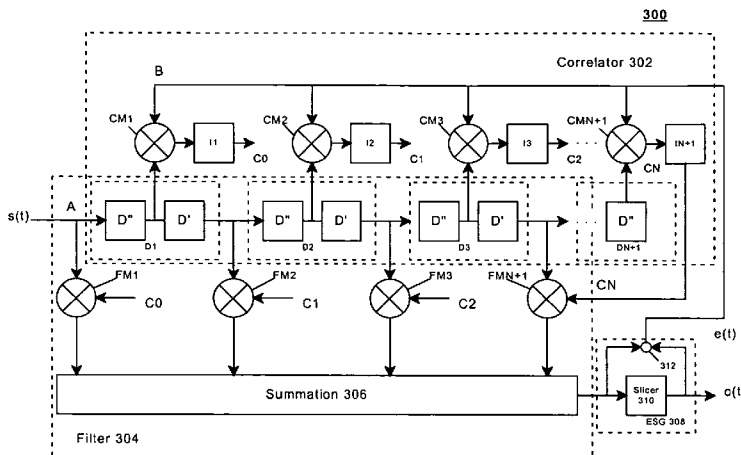 300
Correlator 302
B
CM1
I1
C0
CM2
I2
C1
CM3
I3
C2
CMN+1
IN+1
CN
s(t)
A
D"
D'
D1
D"
D'
D2
D"
D'
D3
D"
DN+1
FM1
C0
FM2
C1
FM3
C2
FMN+1
CN
e(t)
312
Summation 306
Slicer
310
ESG 308
o(t
Filter 304